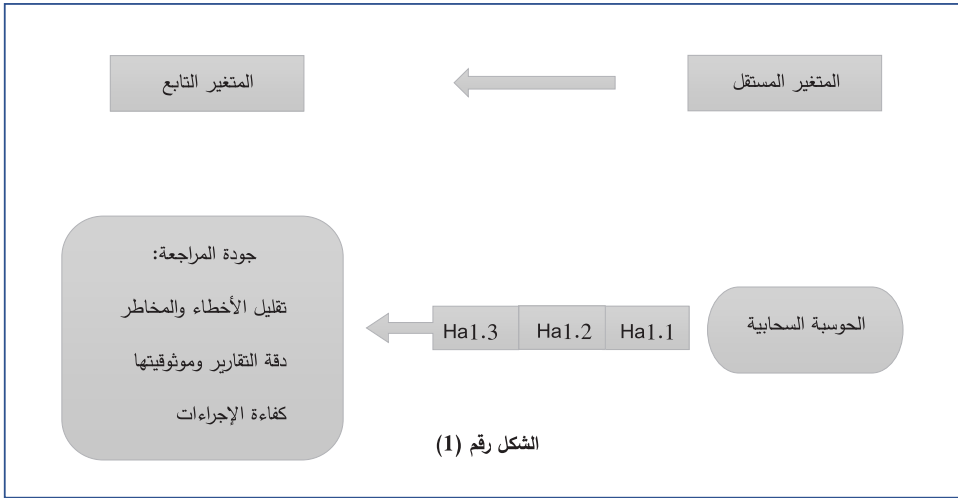 المتغير المستقل
المتغير التابع
الحوسبة السحابية
Ha1.1
Ha1.2
Ha1.3
جودة المراجعة:
تقليل الأخطاء والمخاطر
دقة التقارير وموثوقيتها
كفاءة الإجراءات
الشكل رقم (1)